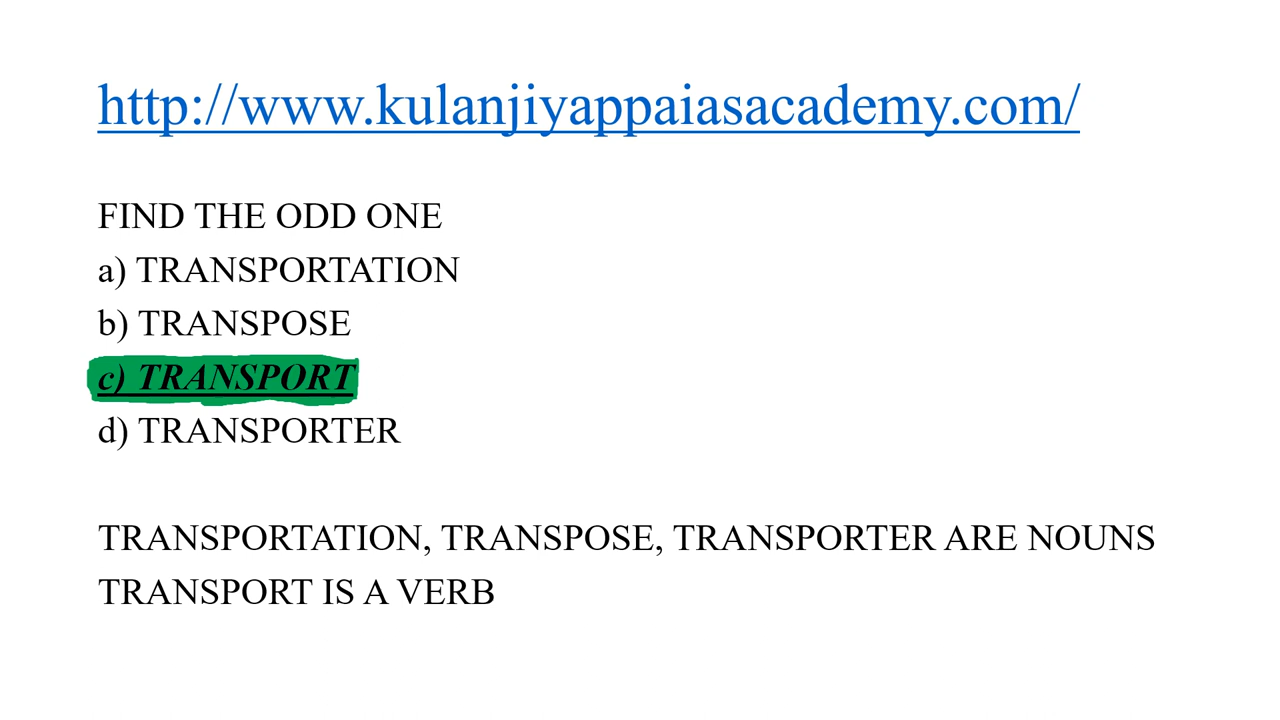 http://www.kulanjiyappaiasacademy.com/
FIND THE ODD ONE
a) TRANSPORTATION
b) TRANSPOSE
c) TRANSPORT
d) TRANSPORTER
TRANSPORTATION, TRANSPOSE, TRANSPORTER ARE NOUNS
TRANSPORT IS A VERB